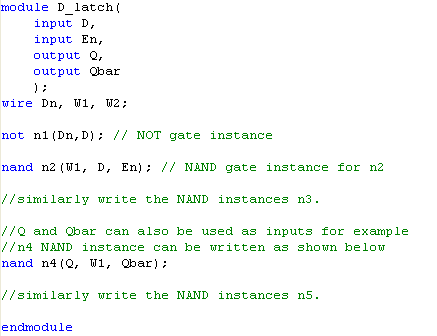 module D_latch(
input D,
input En,
output Q,
output Qbar
);
wire Dn, W1, W2;
not n1(Dn,D); // NOT gate instance
nand n2(W1, D, En); // NAND gate instance for n2
//similarly write the NAND instances n3.
//Q and Qbar can also be used as inputs for example
//n4 NAND instance can be written as shown below
nand n4(Q, W1, Qbar);
//similarly write the NAND instances n5.
endmodule